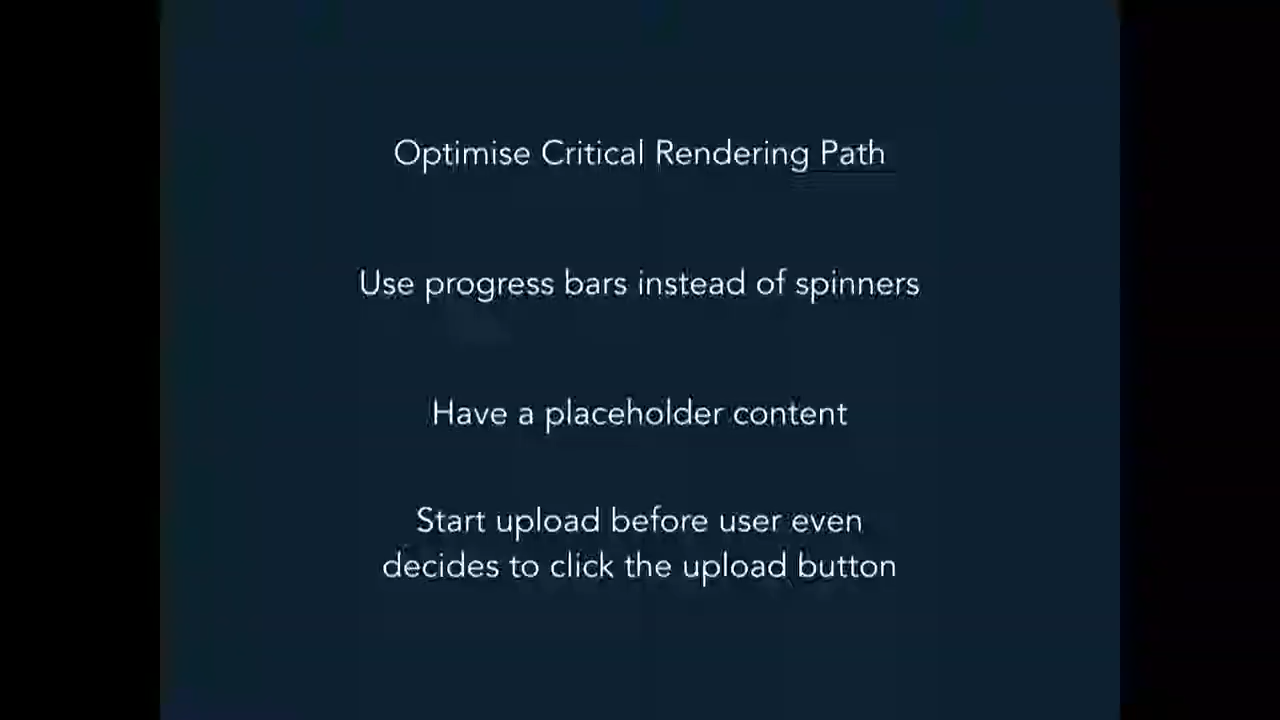 Optimise Critical Rendering Path
Use progress bars instead of spinners
Have a placeholder content
Start upload before user even
decides to click the upload button